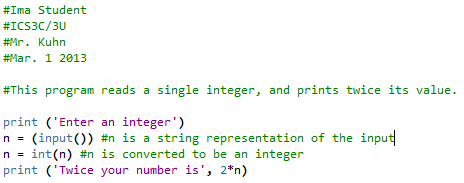 #Ima Student
#ICS3C/3U
#Mr. Kuhn
#Mar. 1 2013
#This program reads a single integer, and prints twice its value.
print ('Enter an integer')
n = (input()) #n is a string representation of the input
n = int(n) #n is converted to be an integer
print ('Twice your number is', 2*n)